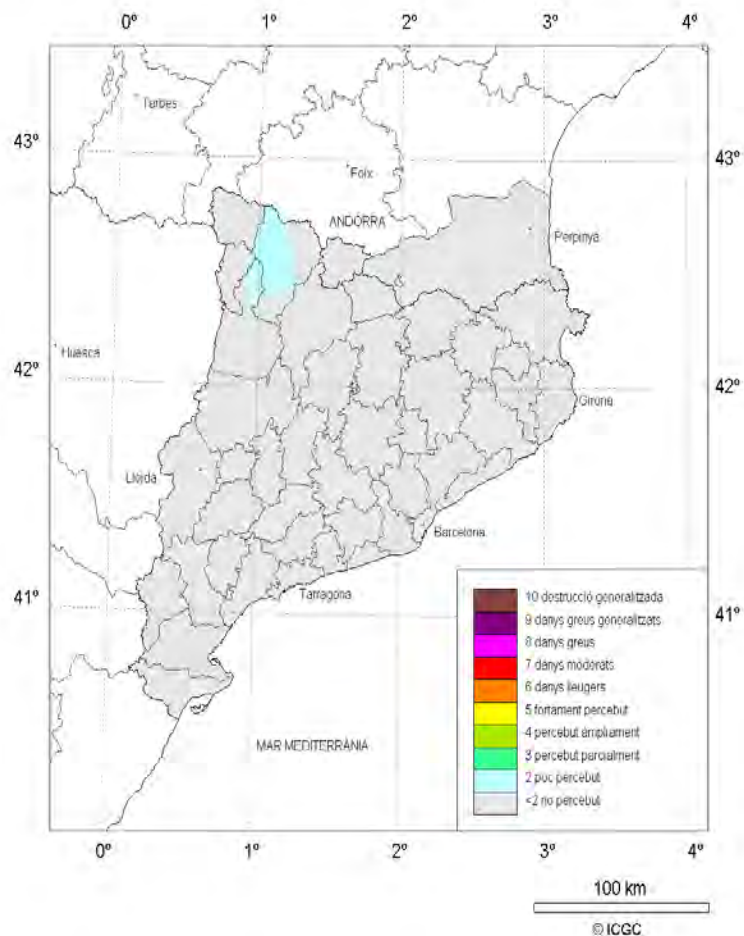 0º 1º 2º 3º 4º
Tarbes
43º 43º
Foix
ANDORRA
Perpinya
Huesca
42º 42º
Girona
Lleida
Barcelona
41º 41º
Tarragona
MAR MEDITERRÀNIA
10 destrucció generalitzada
9 danys greus generalitzats
8 danys greus
7 danys moderats
6 danys lleugers
5 fortament percebut
4 percebut àmpliament
3 percebut parcialment
2 poc percebut
<2 no percebut
0º 1º 2º 3º 4º
100 km
© ICGC